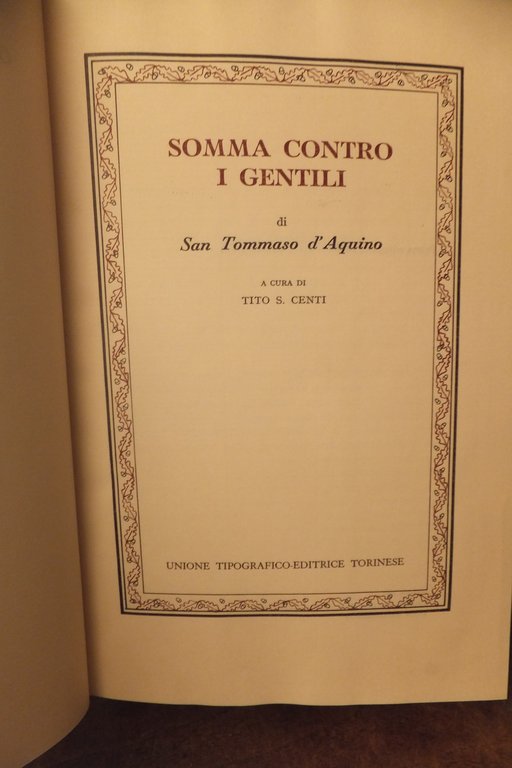 SOMMA CONTRO
I GENTILI
di
San Tommaso d'Aquino
A CURA DI
TITO S. CENTI
UNIONE TIPOGRAFICO-EDITRICE TORINESE